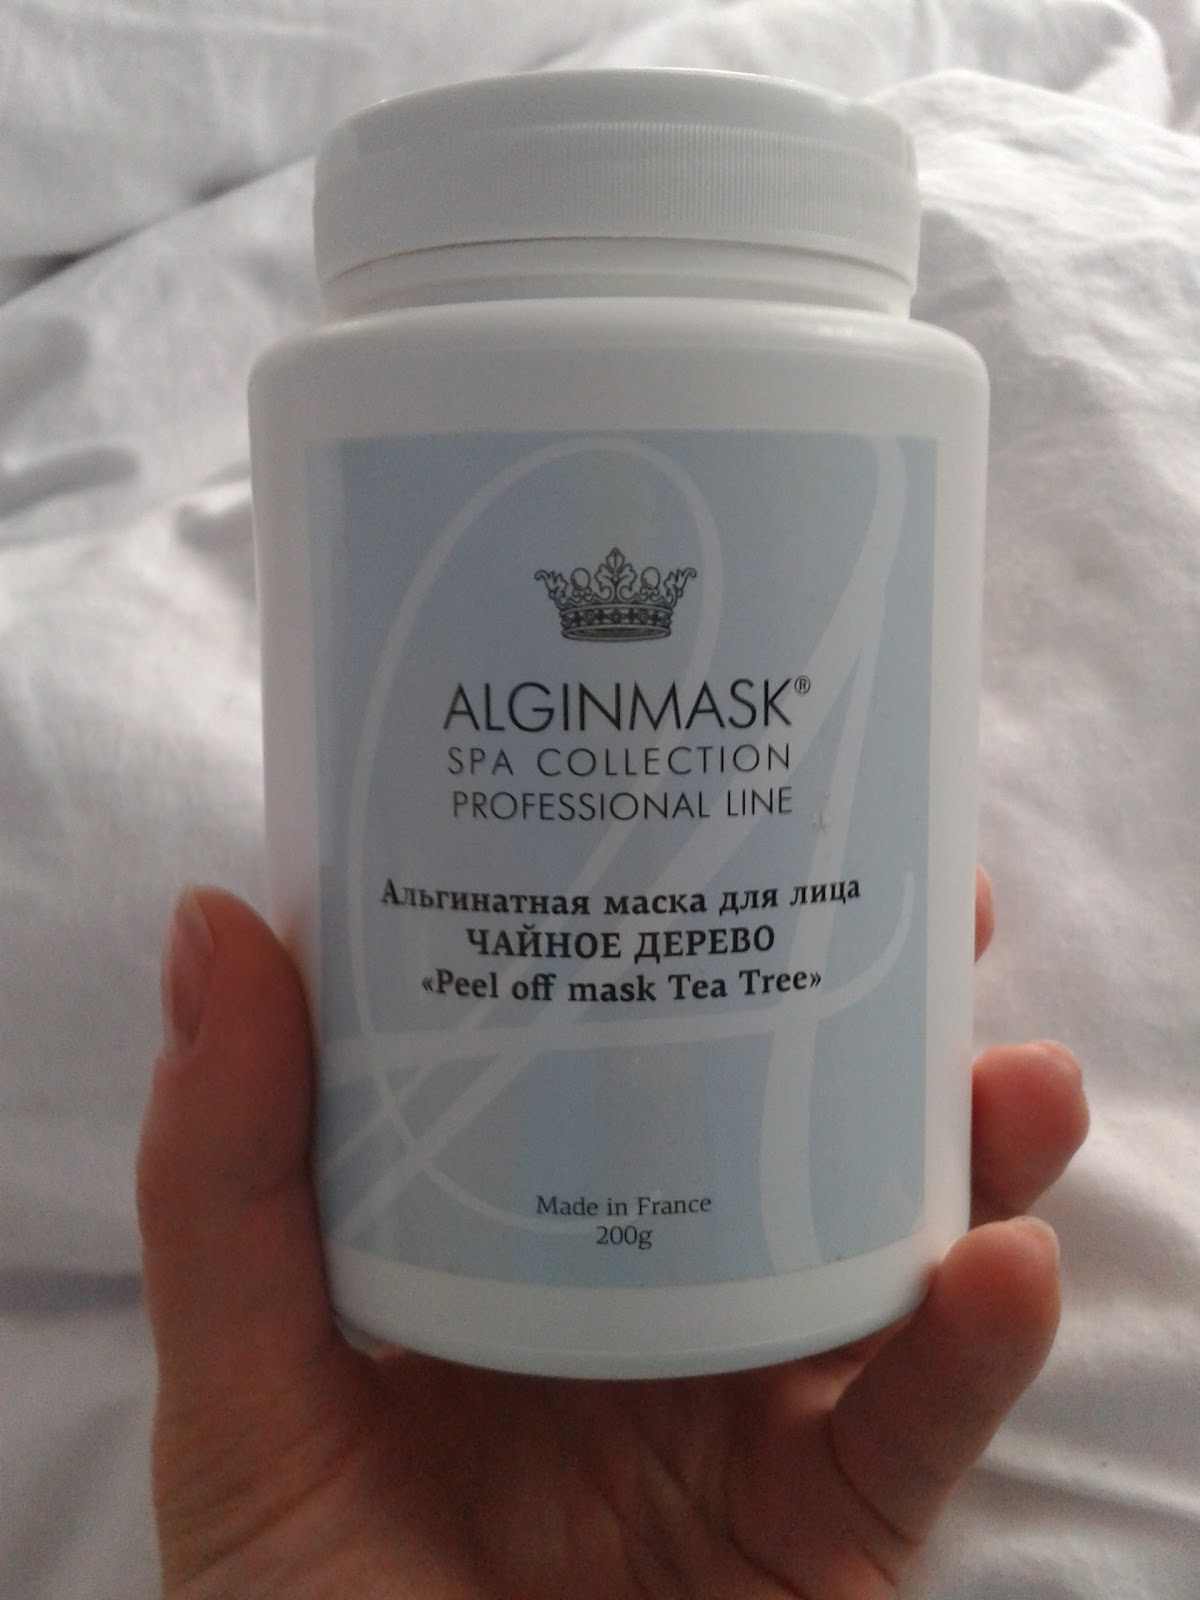 ALGINMASK®
SPA COLLECTION
PROFESSIONAL LINE
Альгинатная маска для лица
ЧАЙНОЕ ДЕРЕВО
«Peel off mask Tea Tree»
Made in France
200g